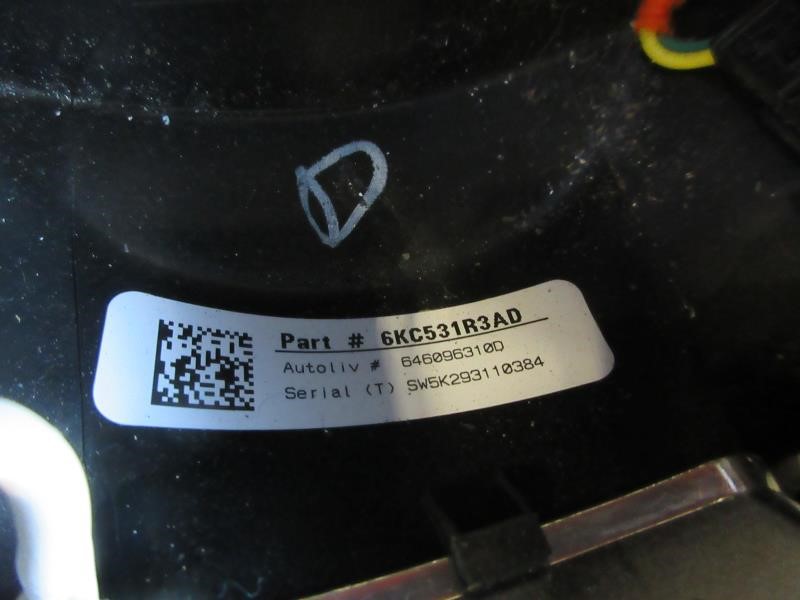 D
Part # 6KC531R3AD
Autoliv # 646096310D
Serial (T) SW5K293110384